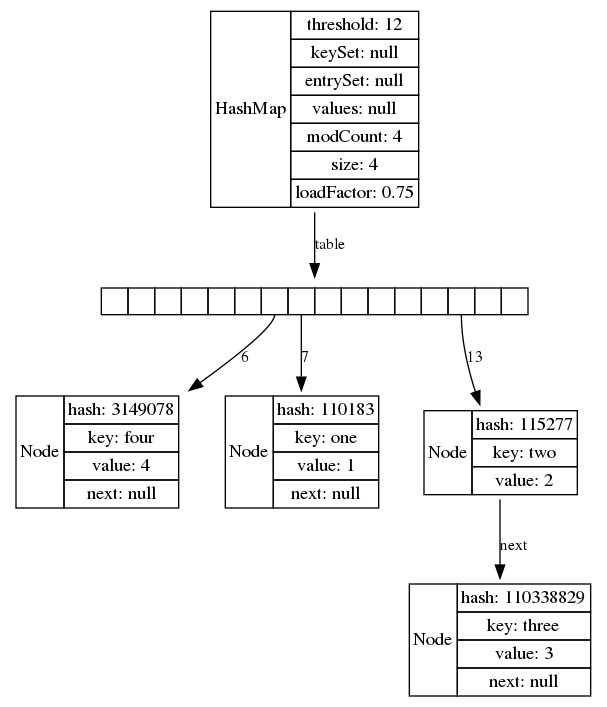 HashMap
threshold: 12
keySet: null
entrySet: null
values: null
modCount: 4
size: 4
loadFactor: 0.75
table
6
7
13
Node
hash: 3149078
key: four
value: 4
next: null
Node
hash: 110183
key: one
value: 1
next: null
Node
hash: 115277
key: two
value: 2
next
Node
hash: 110338829
key: three
value: 3
next: null